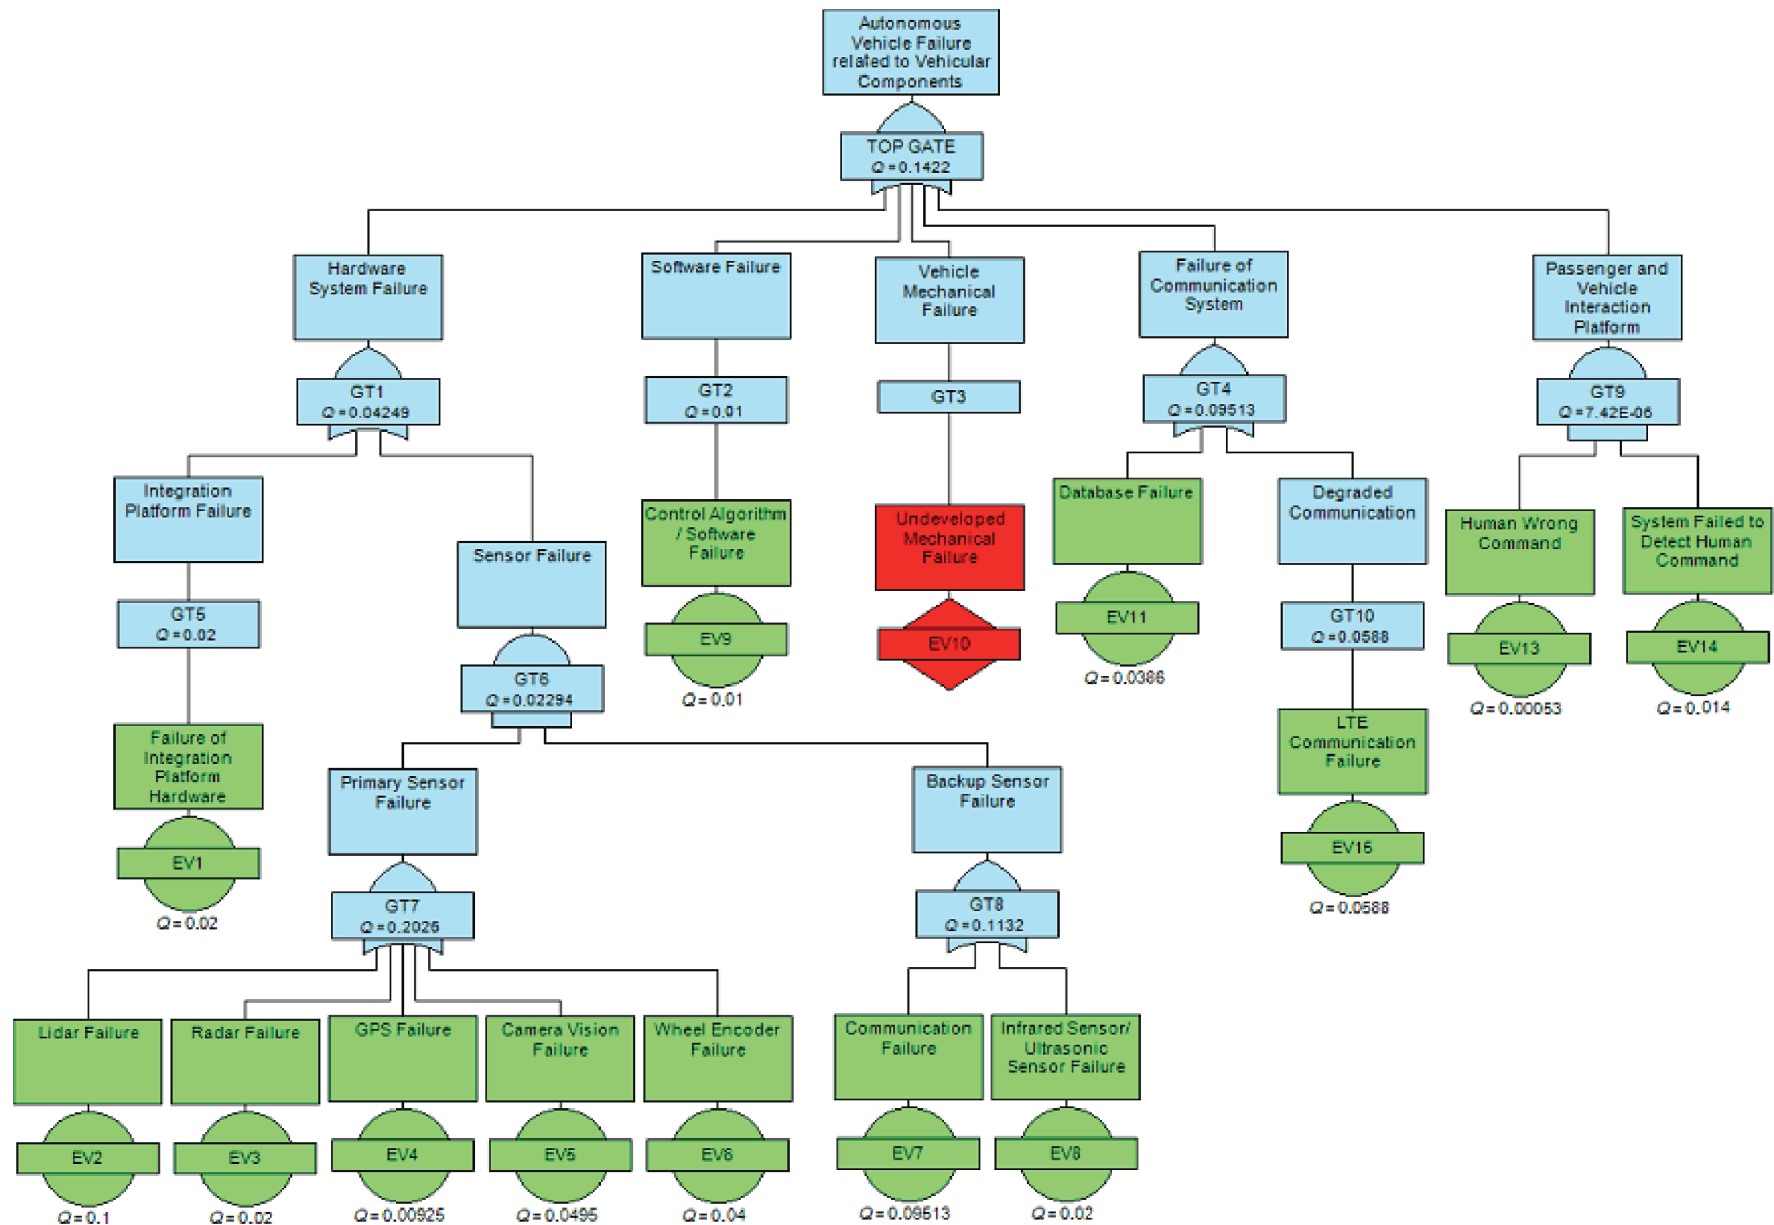 Autonomous
Vehicle Failure
related to Vehicular
Components
TOP GATE
Q=0.1422
Hardware
System Failure
Software Failure
Vehicle
Mechanical
Failure
Failure of
Communication
System
Passenger and
Vehicle
Interaction
Platform
GT1
Q=0.04249
GT2
Q=0.01
GT3
GT4
Q=0.09513
GT9
Q=7.42E-06
Integration
Platform Failure
Sensor Failure
Control Algorithm
/ Software
Failure
Undeveloped
Mechanical
Failure
Database Failure
Degraded
Communication
Human Wrong
Command
System Failed to
Detect Human
Command
GT5
Q=0.02
GT6
Q=0.02294
EV9
Q=0.01
EV10
EV11
Q=0.0386
GT10
Q=0.0588
EV13
Q=0.00053
EV14
Q=0.014
Failure of
Integration
Platform
Hardware
EV1
Q=0.02
Primary Sensor
Failure
Backup Sensor
Failure
LTE
Communication
Failure
EV15
Q=0.0588
GT7
Q=0.2026
GT8
Q=0.1132
Lidar Failure
Radar Failure
GPS Failure
Camera Vision
Failure
Wheel Encoder
Failure
Communication
Failure
Infrared Sensor/
Ultrasonic
Sensor Failure
EV2
Q=0.1
EV3
Q=0.02
EV4
Q=0.00925
EV5
Q=0.0495
EV6
Q=0.04
EV7
Q=0.09513
EV8
Q=0.02